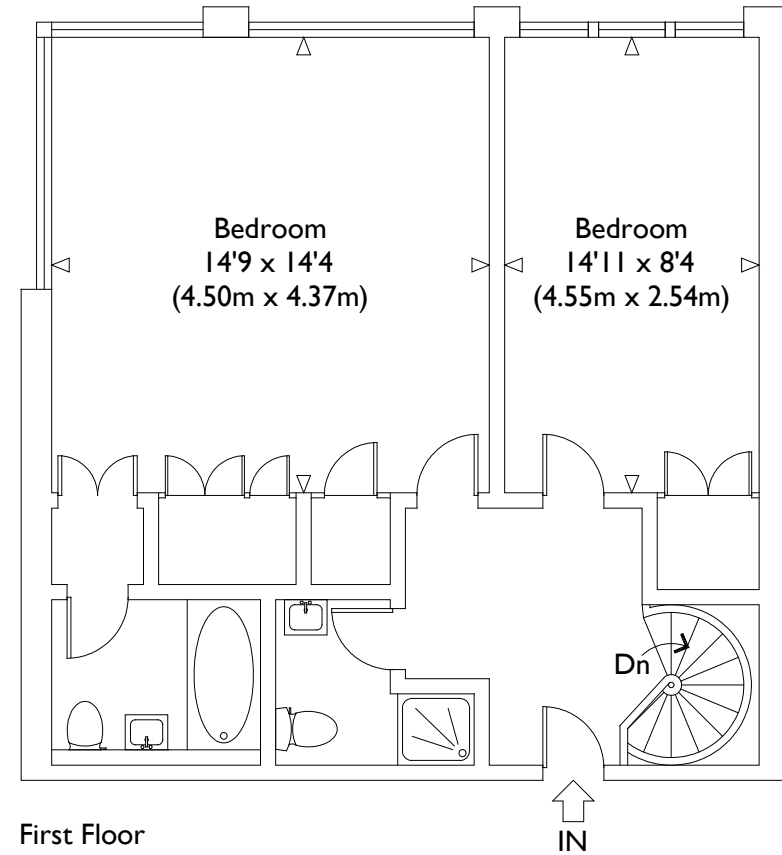 Bedroom
14'9 x 14'4
(4.50m x 4.37m)
Bedroom
14'11 x 8'4
(4.55m x 2.54m)
Dn
First Floor
IN